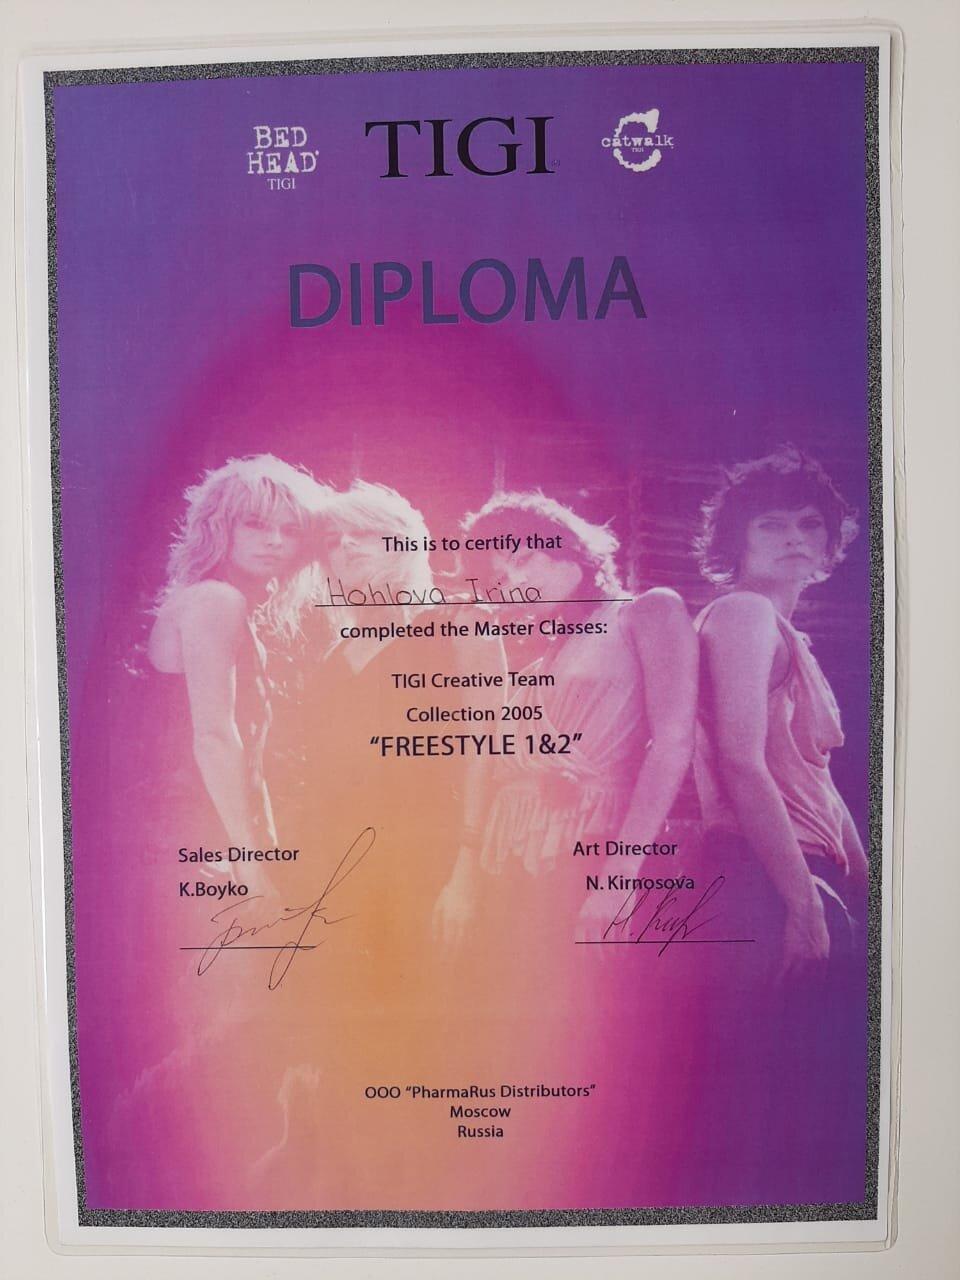 BED
HEAD
TIGI
TIGI
catwalk
TIGI
DIPLOMA
This is to certify that
Hohlova Irina
completed the Master Classes:
TIGI Creative Team
Collection 2005
“FREESTYLE 1&2”
Sales Director
K.Boyko
Art Director
N. Kirnosova
OOO “PharmaRus Distributors”
Moscow
Russia